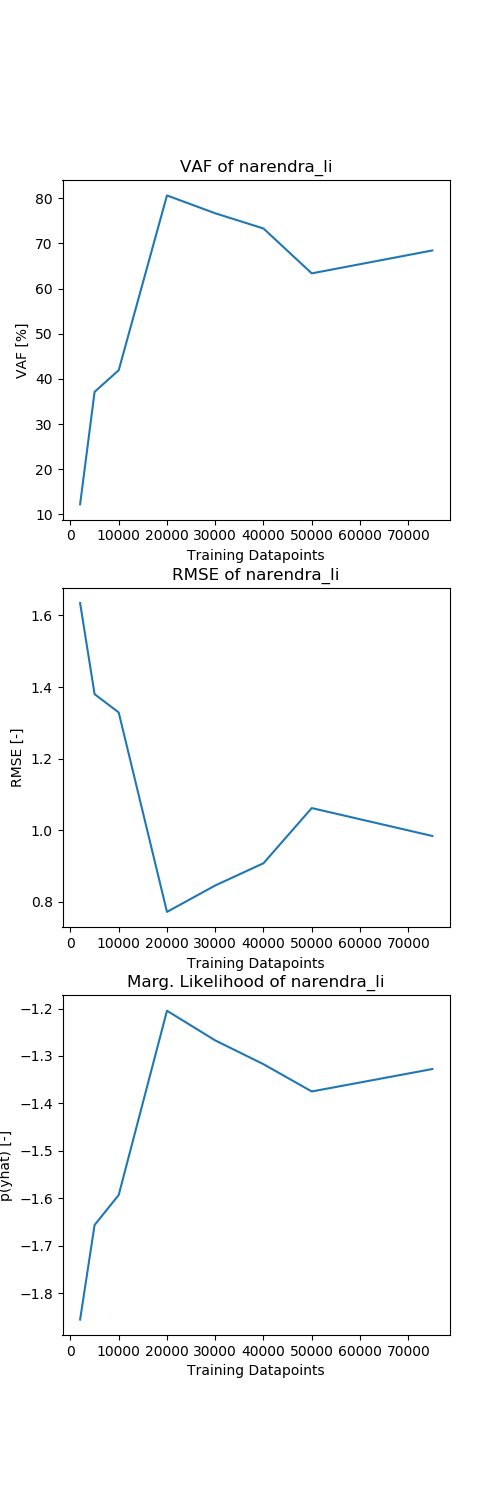 VAF of narendra_li
80
70
60
50
40
30
20
10
VAF [%]
0 10000 20000 30000 40000 50000 60000 70000
Training Datapoints
RMSE of narendra_li
1.6
1.4
1.2
1.0
0.8
RMSE [-]
0 10000 20000 30000 40000 50000 60000 70000
Training Datapoints
Marg. Likelihood of narendra_li
−1.2
−1.3
−1.4
−1.5
−1.6
−1.7
−1.8
p(yhat) [-]
0 10000 20000 30000 40000 50000 60000 70000
Training Datapoints